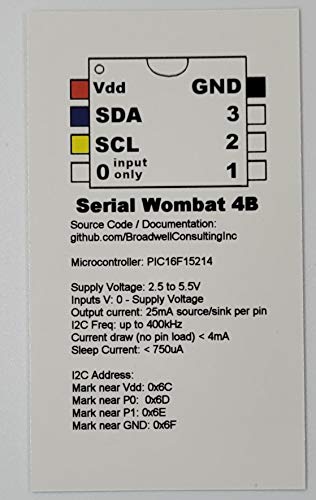 Vdd GND
SDA 3
SCL 2
0 input only 1
Serial Wombat 4B
Source Code / Documentation:
github.com/BroadwellConsultingInc
Microcontroller: PIC16F15214
Supply Voltage: 2.5 to 5.5V
Inputs V: 0 - Supply Voltage
Output current: 25mA source/sink per pin
I2C Freq: up to 400kHz
Current draw (no pin load) < 4mA
Sleep Current: < 750uA
I2C Address:
Mark near Vdd: 0x6C
Mark near P0: 0x6D
Mark near P1: 0x6E
Mark near GND: 0x6F